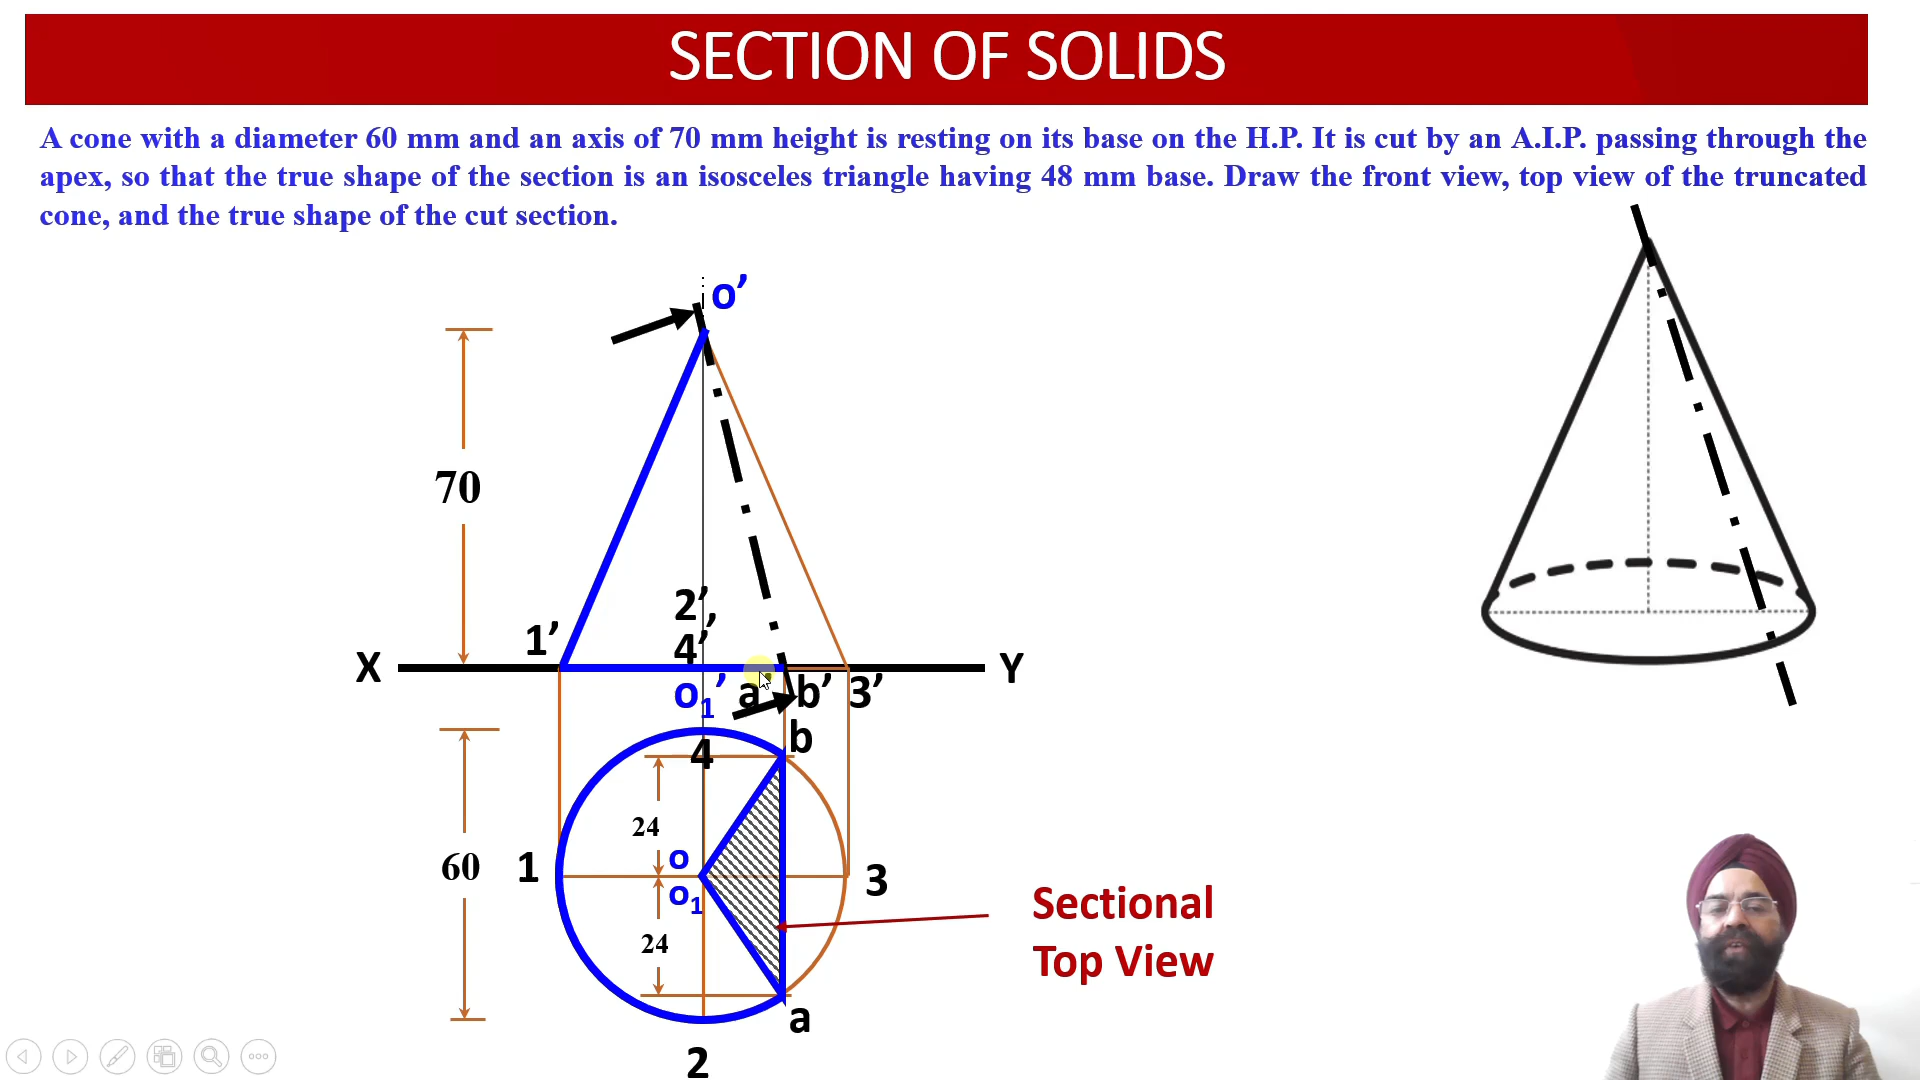 SECTION OF SOLIDS
A cone with a diameter 60 mm and an axis of 70 mm height is resting on its base on the H.P. It is cut by an A.I.P. passing through the
apex, so that the true shape of the section is an isosceles triangle having 48 mm base. Draw the front view, top view of the truncated
cone, and the true shape of the cut section.
o’
70
2’,
1’
4’
X
Y
o₁’ a’ b’ 3’
b
4
24
60
1
o
3
o₁
24
Sectional
Top View
a
2